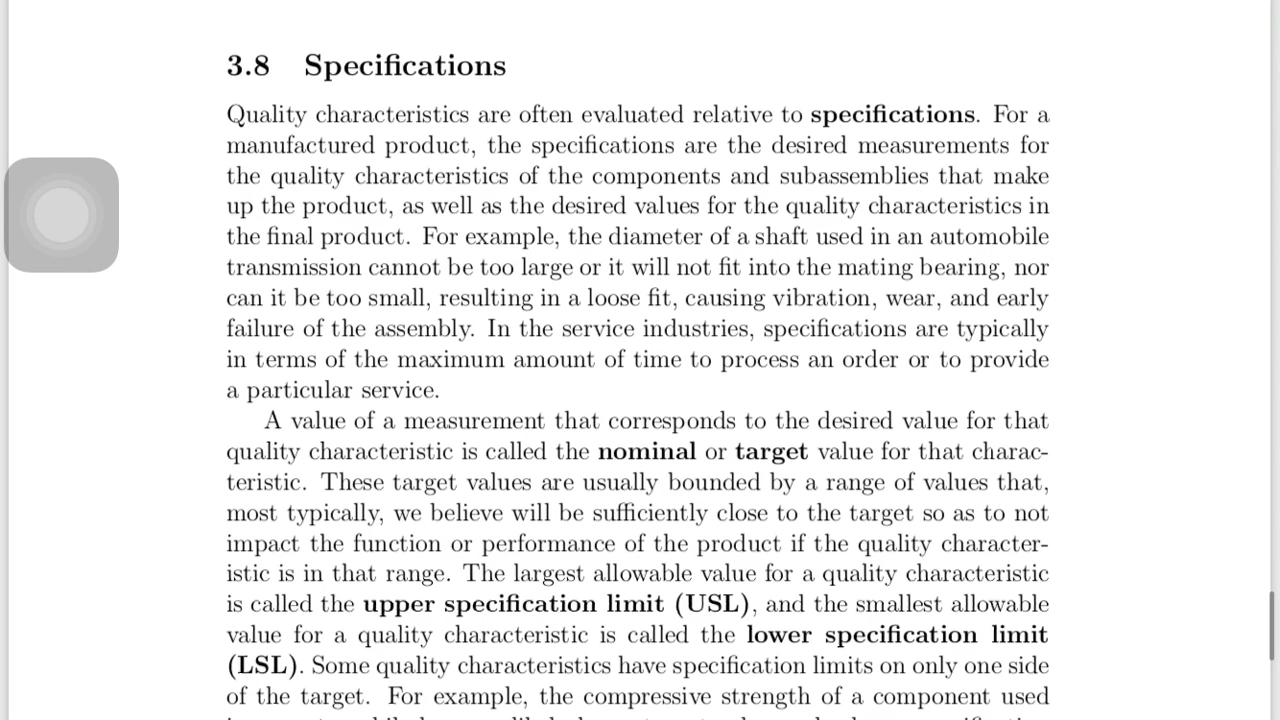 3.8 Specifications
Quality characteristics are often evaluated relative to specifications. For a
manufactured product, the specifications are the desired measurements for
the quality characteristics of the components and subassemblies that make
up the product, as well as the desired values for the quality characteristics in
the final product. For example, the diameter of a shaft used in an automobile
transmission cannot be too large or it will not fit into the mating bearing, nor
can it be too small, resulting in a loose fit, causing vibration, wear, and early
failure of the assembly. In the service industries, specifications are typically
in terms of the maximum amount of time to process an order or to provide
a particular service.
A value of a measurement that corresponds to the desired value for that
quality characteristic is called the nominal or target value for that charac-
teristic. These target values are usually bounded by a range of values that,
most typically, we believe will be sufficiently close to the target so as to not
impact the function or performance of the product if the quality character-
istic is in that range. The largest allowable value for a quality characteristic
is called the upper specification limit (USL), and the smallest allowable
value for a quality characteristic is called the lower specification limit
(LSL). Some quality characteristics have specification limits on only one side
of the target. For example, the compressive strength of a component used